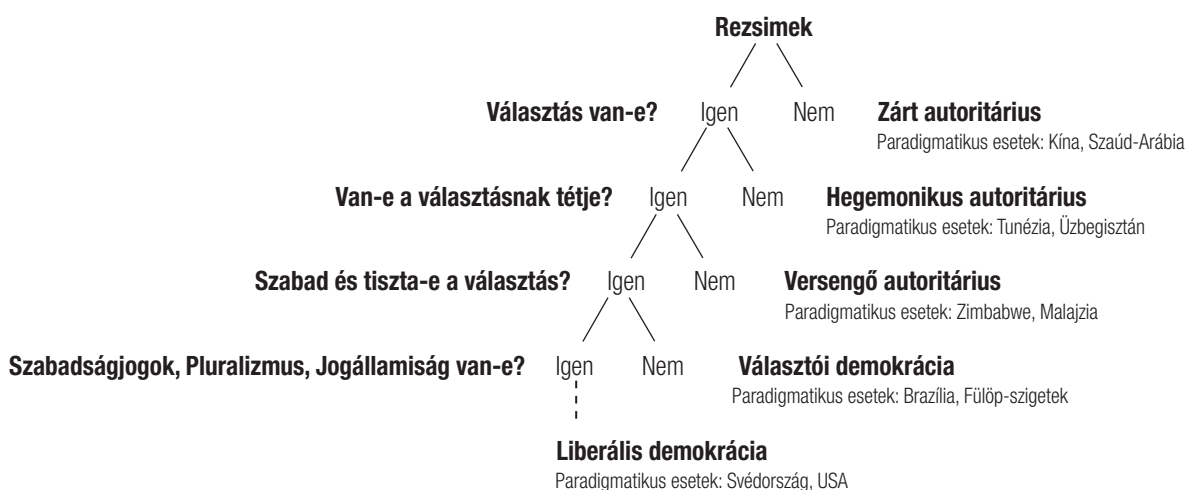 Rezsimek
Választás van-e? Igen Nem Zárt autoritárius
Paradigmatikus esetek: Kína, Szaúd-Arábia
Van-e a választásnak tétje? Igen Nem Hegemonikus autoritárius
Paradigmatikus esetek: Tunézia, Üzbegisztán
Szabad és tiszta-e a választás? Igen Nem Versengő autoritárius
Paradigmatikus esetek: Zimbabwe, Malajzia
Szabadságjogok, Pluralizmus, Jogállamiság van-e? Igen Nem Választói demokrácia
Paradigmatikus esetek: Brazília, Fülöp-szigetek
Liberális demokrácia
Paradigmatikus esetek: Svédország, USA